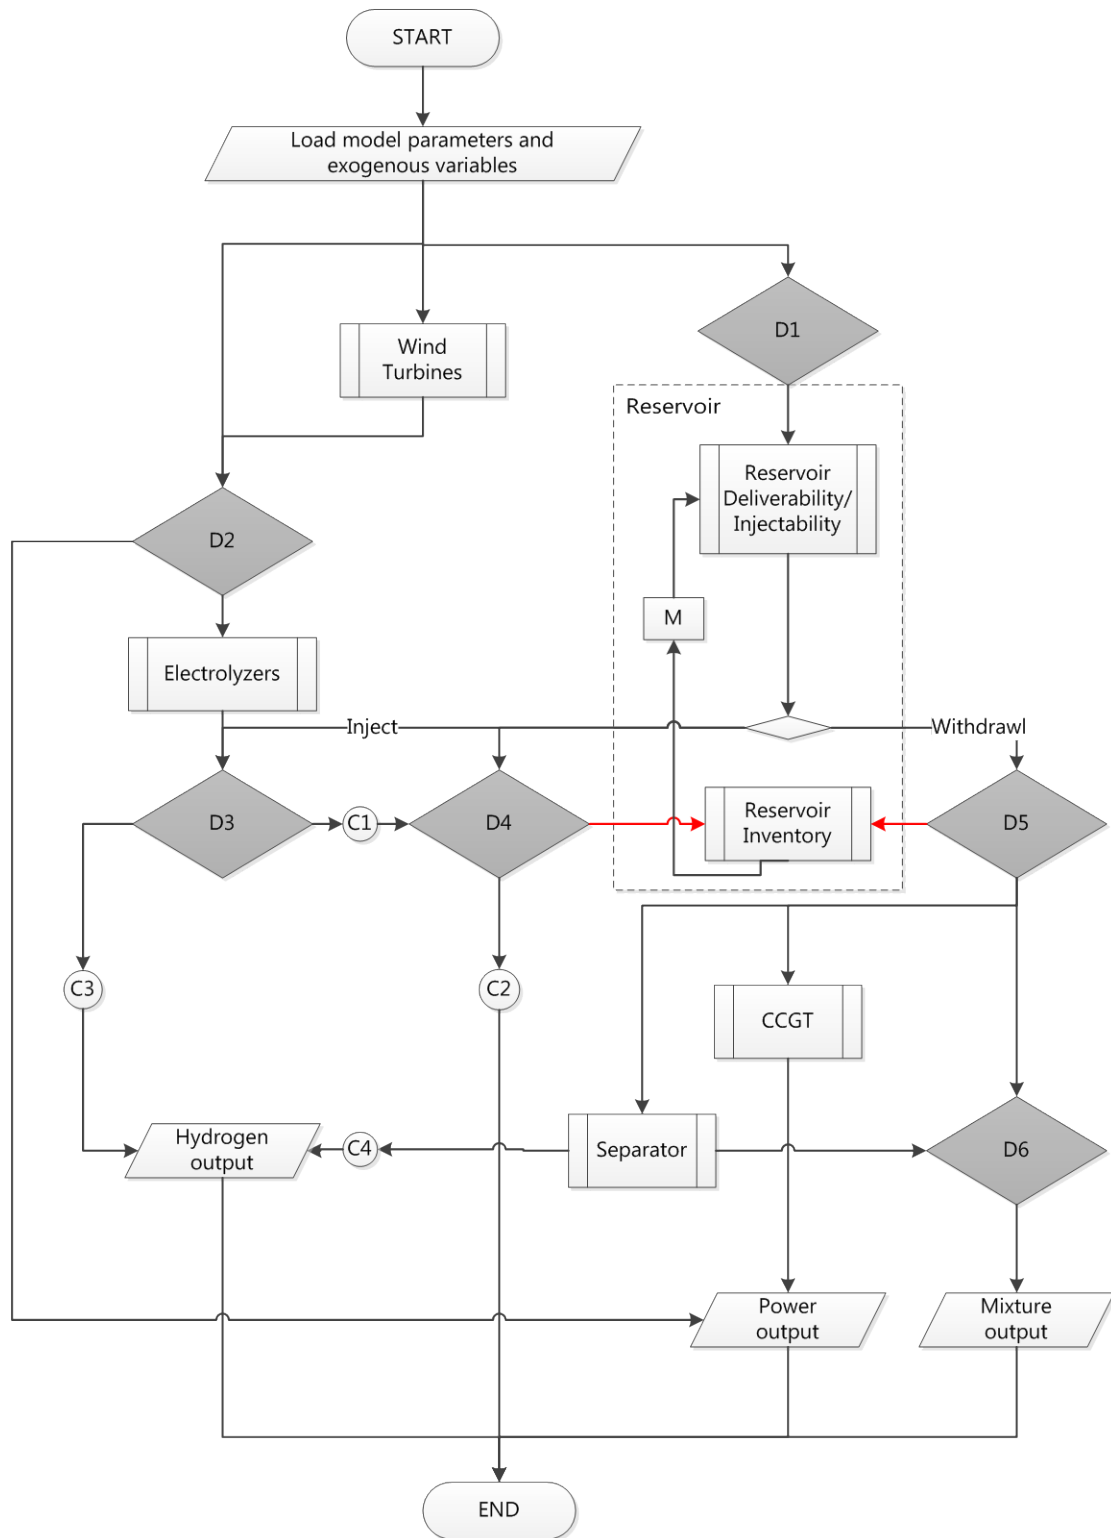 START
Load model parameters and
exogenous variables
D1
Wind
Turbines
Reservoir
Reservoir
Deliverability/
Injectability
D2
M
Electrolyzers
Inject
Withdrawl
D3
C1
D4
Reservoir
Inventory
D5
C3
C2
CCGT
Hydrogen
output
C4
Separator
D6
Power
output
Mixture
output
END